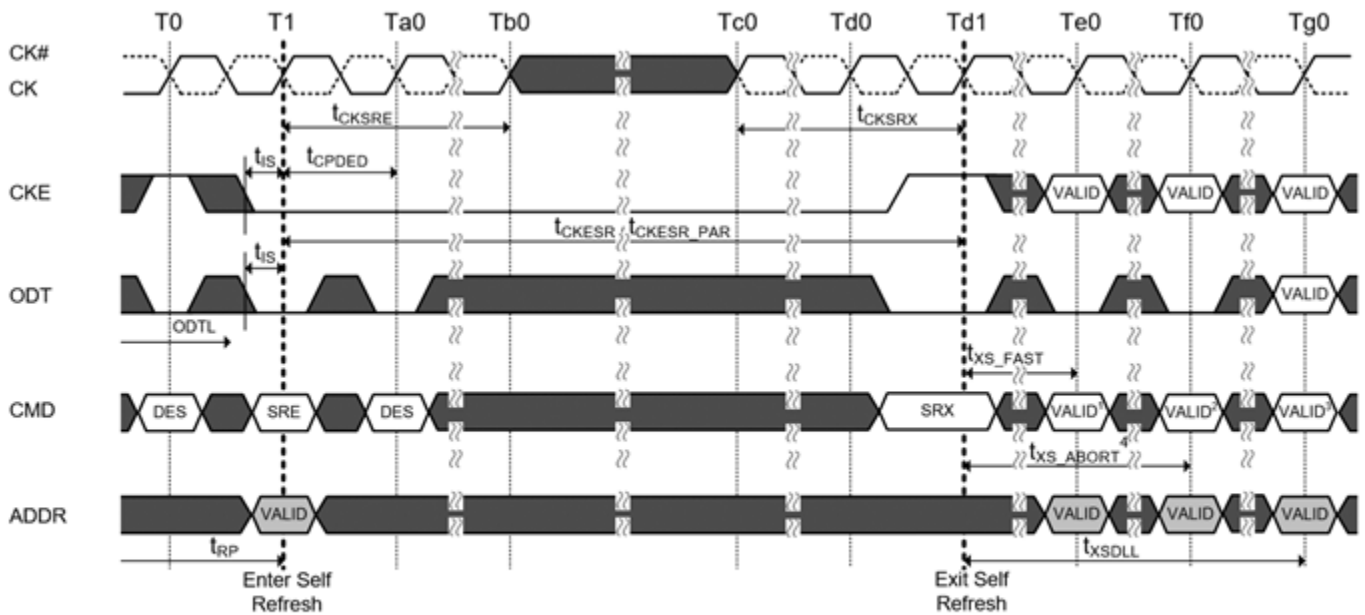 T0 T1 Ta0 Tb0 Tc0 Td0 Td1 Te0 Tf0 Tg0
CK#
CK
tCKSRE tCKSRX
tIS tCPDED
CKE VALID VALID VALID
tCKESR / tCKESR_PAR
tIS
ODT VALID
ODTL
tXS_FAST
CMD DES SRE DES SRX VALID1 VALID2 VALID3
tXS_ABORT4
ADDR VALID VALID VALID VALID
tRP tXSDLL
Enter Self Exit Self
Refresh Refresh